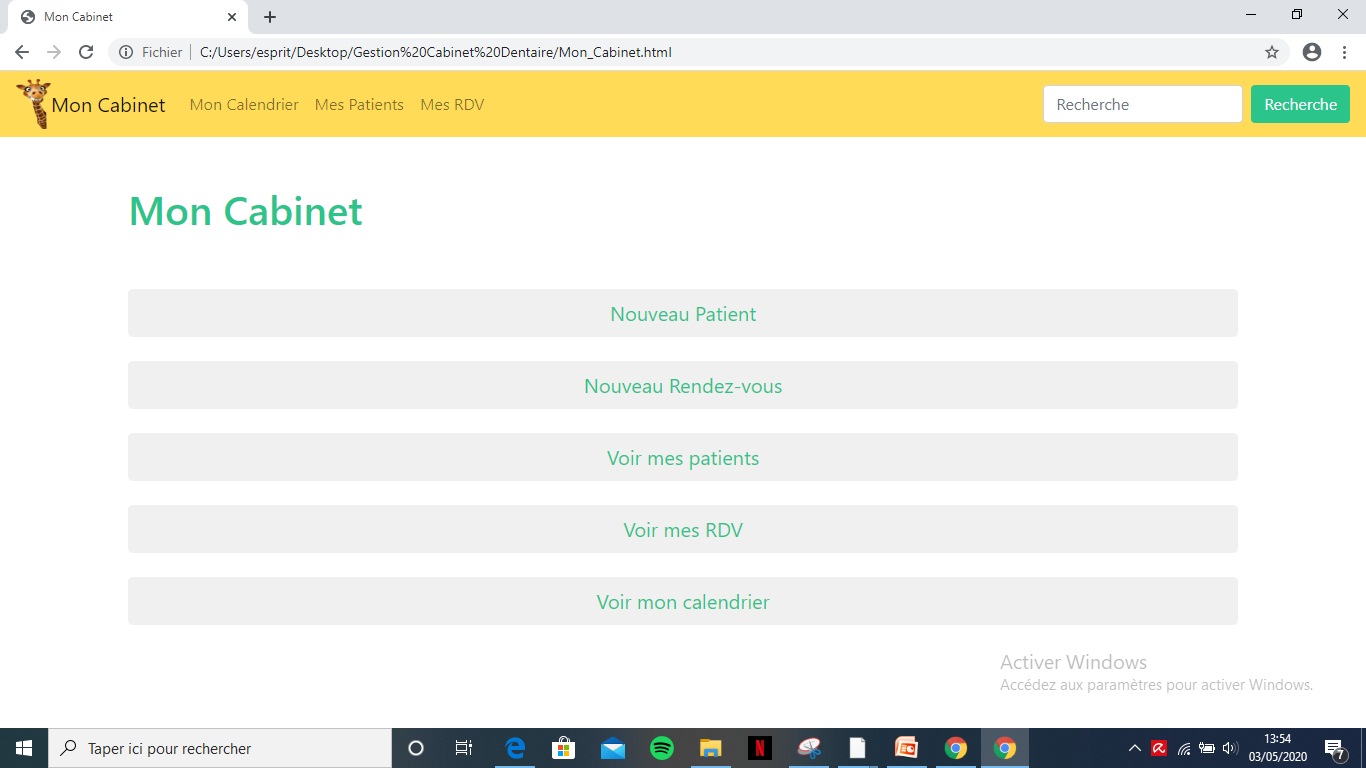 Mon Cabinet
Fichier
C:/Users/esprit/Desktop/Gestion%20Cabinet%20Dentaire/Mon_Cabinet.html
Mon Cabinet
Mon Calendrier
Mes Patients
Mes RDV
Recherche
Recherche
Mon Cabinet
Nouveau Patient
Nouveau Rendez-vous
Voir mes patients
Voir mes RDV
Voir mon calendrier
Activer Windows
Accédez aux paramètres pour activer Windows.
Taper ici pour rechercher
13:54
03/05/2020
7